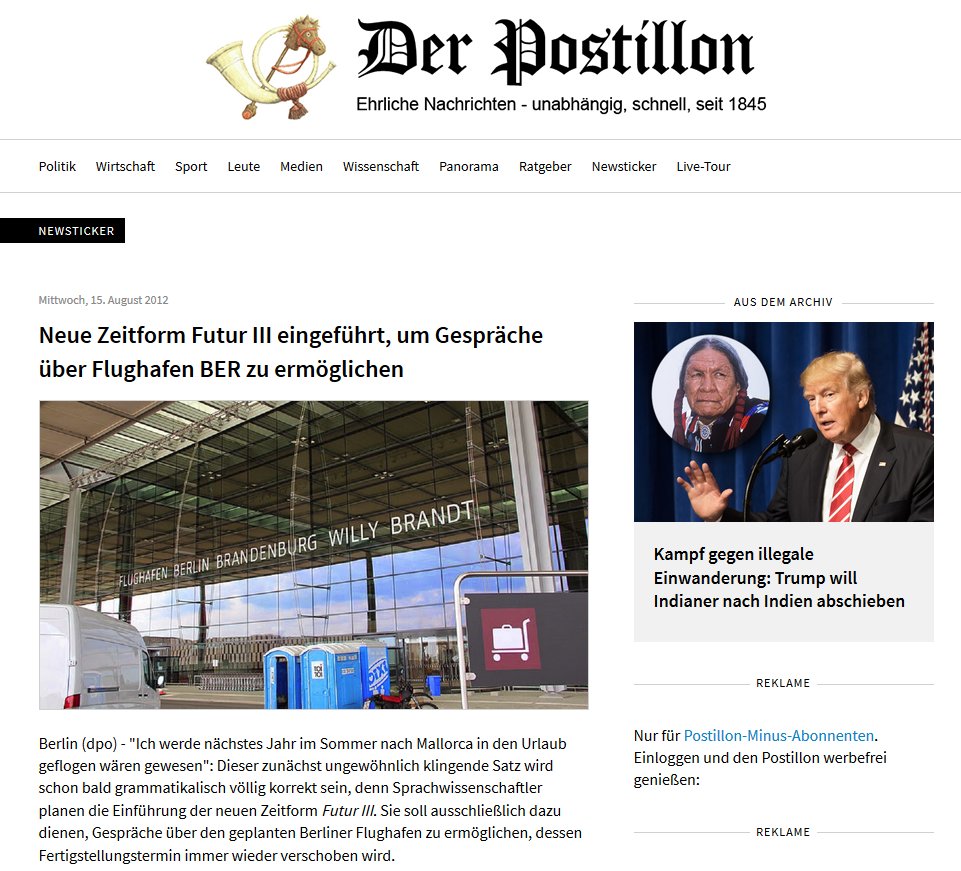 Der Postillon
Ehrliche Nachrichten - unabhängig, schnell, seit 1845
Politik Wirtschaft Sport Leute Medien Wissenschaft Panorama Ratgeber Newsticker Live-Tour
NEWSTICKER
Mittwoch, 15. August 2012
Neue Zeitform Futur III eingeführt, um Gespräche
über Flughafen BER zu ermöglichen
FLUGHAFEN BERLIN BRANDENBURG WILLY BRANDT
TOI
TOI
DIXI
Berlin (dpo) - "Ich werde nächstes Jahr im Sommer nach Mallorca in den Urlaub
geflogen wären gewesen": Dieser zunächst ungewöhnlich klingende Satz wird
schon bald grammatikalisch völlig korrekt sein, denn Sprachwissenschaftler
planen die Einführung der neuen Zeitform Futur III. Sie soll ausschließlich dazu
dienen, Gespräche über den geplanten Berliner Flughafen zu ermöglichen, dessen
Fertigstellungstermin immer wieder verschoben wird.
AUS DEM ARCHIV
Kampf gegen illegale
Einwanderung: Trump will
Indianer nach Indien abschieben
REKLAME
Nur für Postillon-Minus-Abonnenten.
Einloggen und den Postillon werbefrei
genießen:
REKLAME